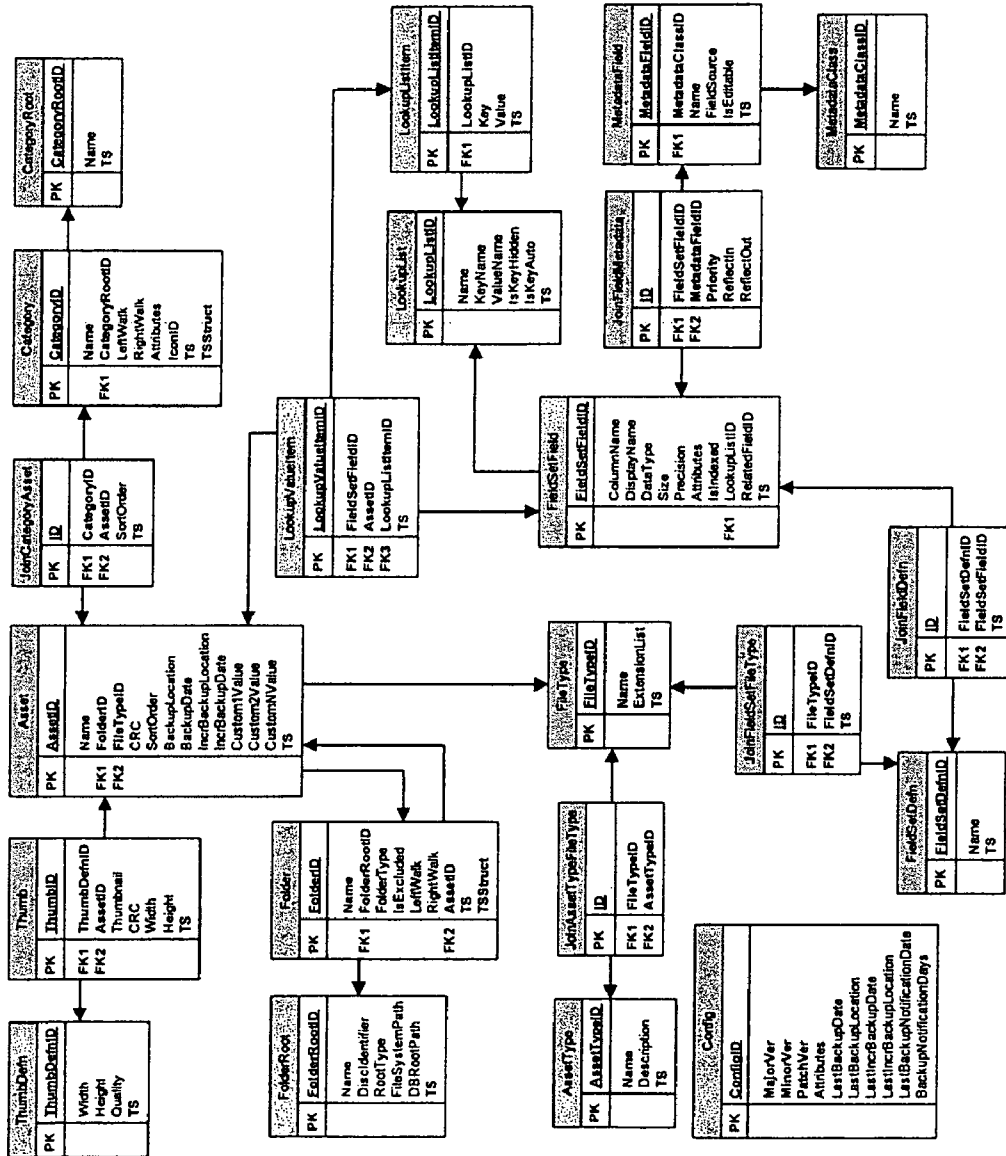 ThumbDefn
PK ThumbDefnID
Width
Height
Quality
TS
Thumb
PK ThumbID
FK1 ThumbDefnID
FK2 AssetID
Thumbnail
CRC
Width
Height
TS
Asset
PK AssetID
Name
FK1 FolderID
FK2 FileTypeID
CRC
SortOrder
BackupLocation
BackupDate
IncrBackupLocation
IncrBackupDate
Custom1Value
Custom2Value
CustomNValue
TS
JoinCategoryAsset
PK ID
FK1 CategoryID
FK2 AssetID
SortOrder
TS
Category
PK CategoryID
Name
FK1 CategoryRootID
LeftWalk
RightWalk
Attributes
IconID
TS
TSStruct
CategoryRoot
PK CategoryRootID
Name
TS
FolderRoot
PK FolderRootID
Name
DiscIdentifier
RootType
FileSystemPath
DBRootPath
TS
Folder
PK FolderID
Name
FK1 FolderRootID
FolderType
IsExcluded
LeftWalk
RightWalk
FK2 AssetID
TS
TSStruct
LookupValueItem
PK LookupValueItemID
FK1 FieldSetFieldID
FK2 AssetID
FK3 LookupListItemID
TS
LookupList
PK LookupListID
Name
KeyName
ValueName
IsKeyHidden
IsKeyAuto
TS
LookupListItem
PK LookupListItemID
FK1 LookupListID
Key
Value
TS
AssetType
PK AssetTypeID
Name
Description
TS
JoinAssetTypeFileType
PK ID
FK1 FileTypeID
FK2 AssetTypeID
FileType
PK FileTypeID
Name
ExtensionList
TS
FieldSetField
PK FieldSetFieldID
ColumnName
DisplayName
DataType
Size
Precision
Attributes
IsIndexed
FK1 LookupListID
RelatedFieldID
TS
JoinFieldMetadata
PK ID
FK1 FieldSetFieldID
FK2 MetadataFieldID
Priority
ReflectIn
ReflectOut
MetadataField
PK MetadataFieldID
FK1 MetadataClassID
Name
FieldSource
IsEditable
TS
Config
PK ConfigID
MajorVer
MinorVer
PatchVer
Attributes
LastBackupDate
LastBackupLocation
LastIncrBackupDate
LastIncrBackupLocation
LastBackupNotificationDate
BackupNotificationDays
JoinFieldSetFileType
PK ID
FK1 FileTypeID
FK2 FieldSetDefnID
TS
FieldSetDefn
PK FieldSetDefnID
Name
TS
JoinFieldDefn
PK ID
FK1 FieldSetDefnID
FK2 FieldSetFieldID
TS
MetadataClass
PK MetadataClassID
Name
TS